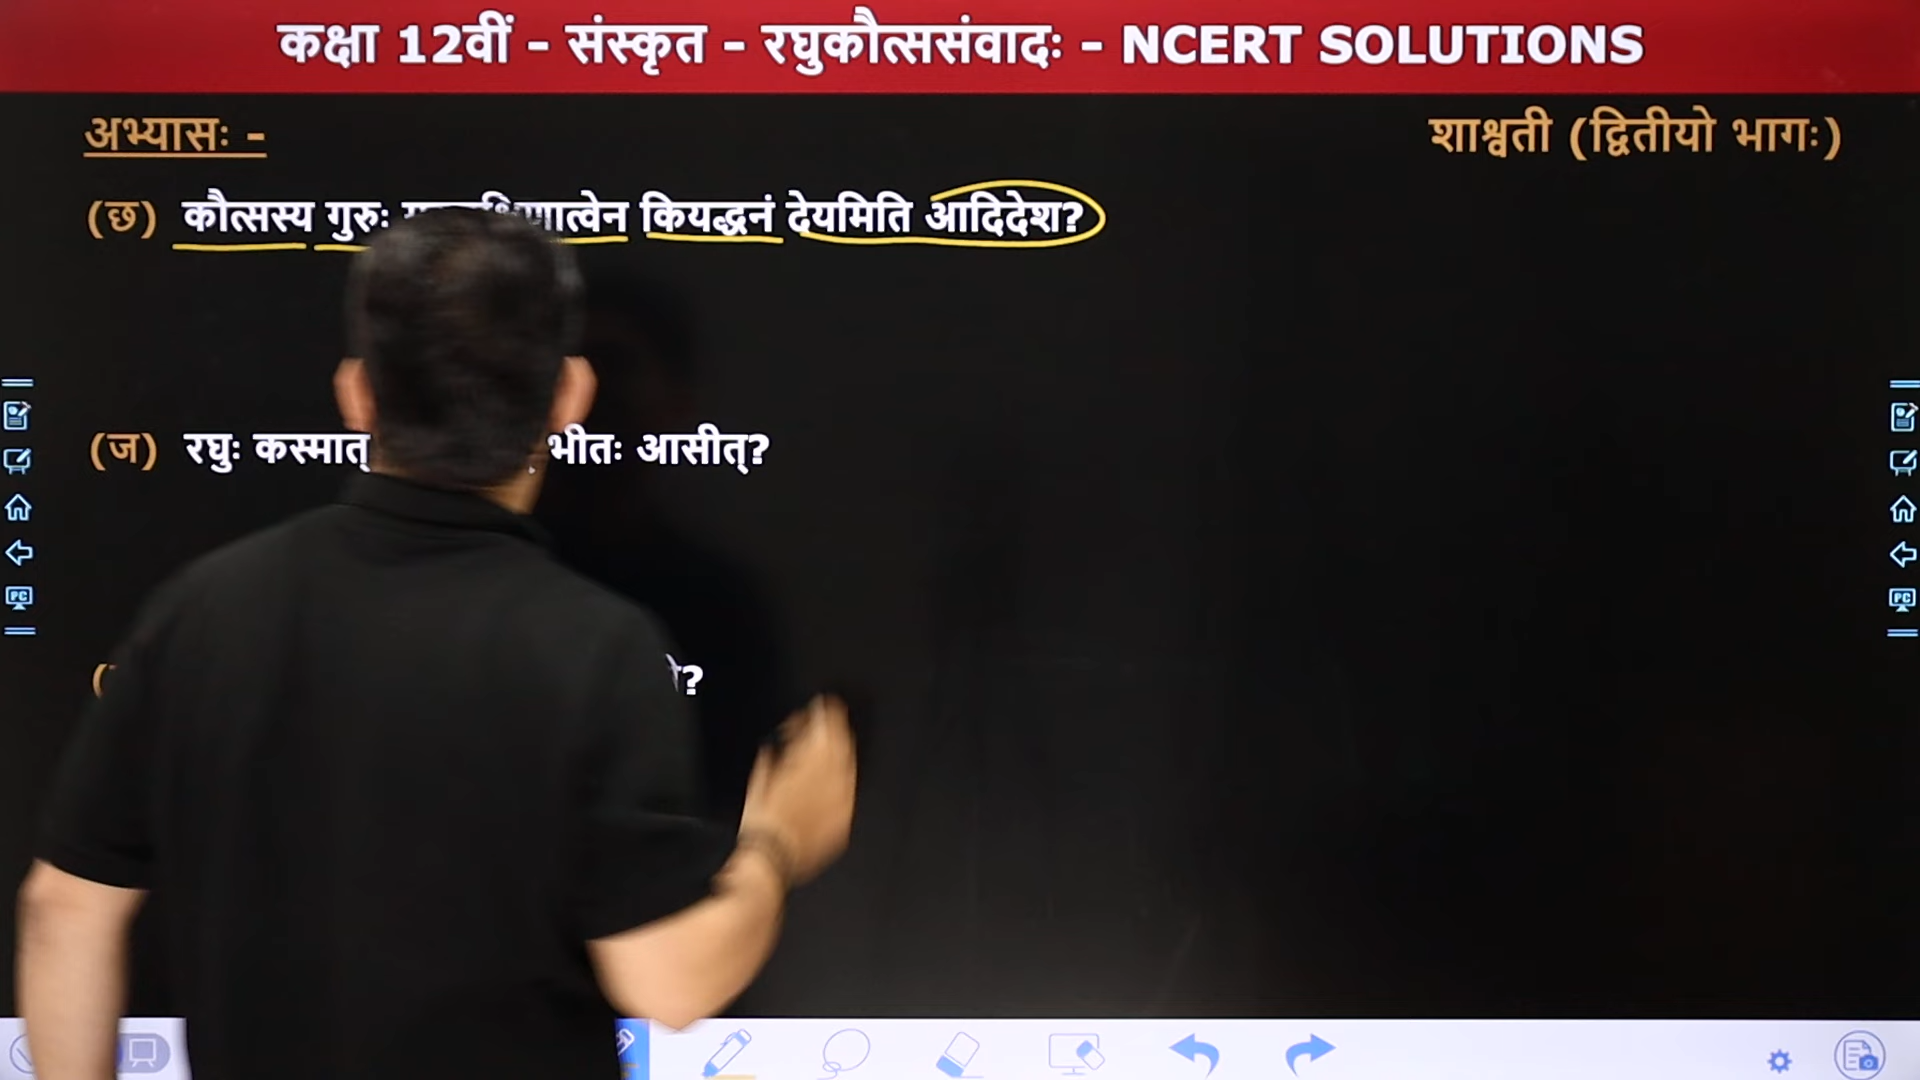 कक्षा 12वीं - संस्कृत - रघुकौत्ससंवादः - NCERT SOLUTIONS
अभ्यासः -
शाश्वती (द्वितीयो भागः)
(छ) कौत्सस्य गुरुः कियद्धनं देयमिति आदिदेश?
(ज) रघुः कस्मात् भीतः आसीत्?